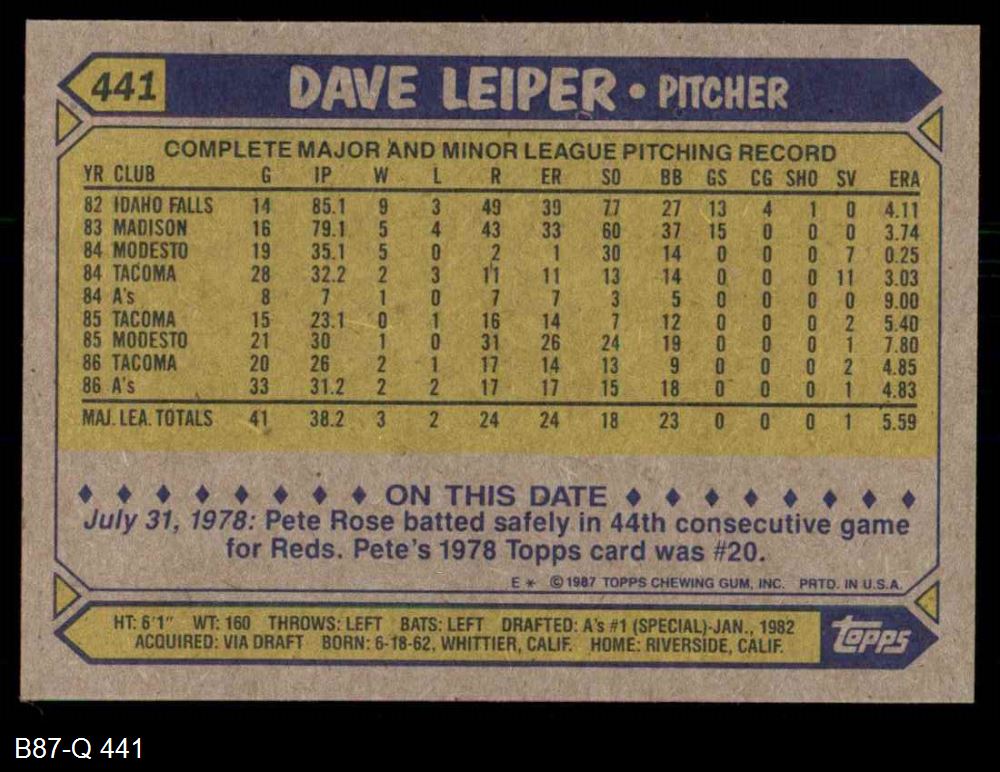 441 DAVE LEIPER • PITCHER
COMPLETE MAJOR AND MINOR LEAGUE PITCHING RECORD
YR CLUB G IP W L R ER SO BB GS CG SHO SV ERA
82 IDAHO FALLS 14 85.1 9 3 49 39 77 27 13 4 1 0 4.11
83 MADISON 16 79.1 5 4 43 33 60 37 15 0 0 0 3.74
84 MODESTO 19 35.1 5 0 2 1 30 14 0 0 0 7 0.25
84 TACOMA 28 32.2 2 3 11 11 13 14 0 0 0 11 3.03
84 A's 8 7 1 0 7 7 3 5 0 0 0 0 9.00
85 TACOMA 15 23.1 0 1 16 14 7 12 0 0 0 2 5.40
85 MODESTO 21 30 1 0 31 26 24 19 0 0 0 1 7.80
86 TACOMA 20 26 2 1 17 14 13 9 0 0 0 2 4.85
86 A's 33 31.2 2 2 17 17 15 18 0 0 0 1 4.83
MAJ. LEA. TOTALS 41 38.2 3 2 24 24 18 23 0 0 0 1 5.59
ON THIS DATE
July 31, 1978: Pete Rose batted safely in 44th consecutive game
for Reds. Pete's 1978 Topps card was #20.
E * © 1987 TOPPS CHEWING GUM, INC. PRTD. IN U.S.A.
HT: 6'1" WT: 160 THROWS: LEFT BATS: LEFT DRAFTED: A's #1 (SPECIAL)-JAN., 1982
ACQUIRED: VIA DRAFT BORN: 6-18-62, WHITTIER, CALIF. HOME: RIVERSIDE, CALIF.
topps
B87-Q 441